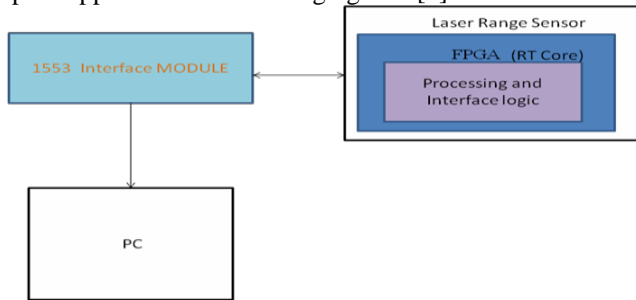 Laser Range Sensor
1553 Interface MODULE
FPGA (RT Core)
Processing and
Interface logic
PC